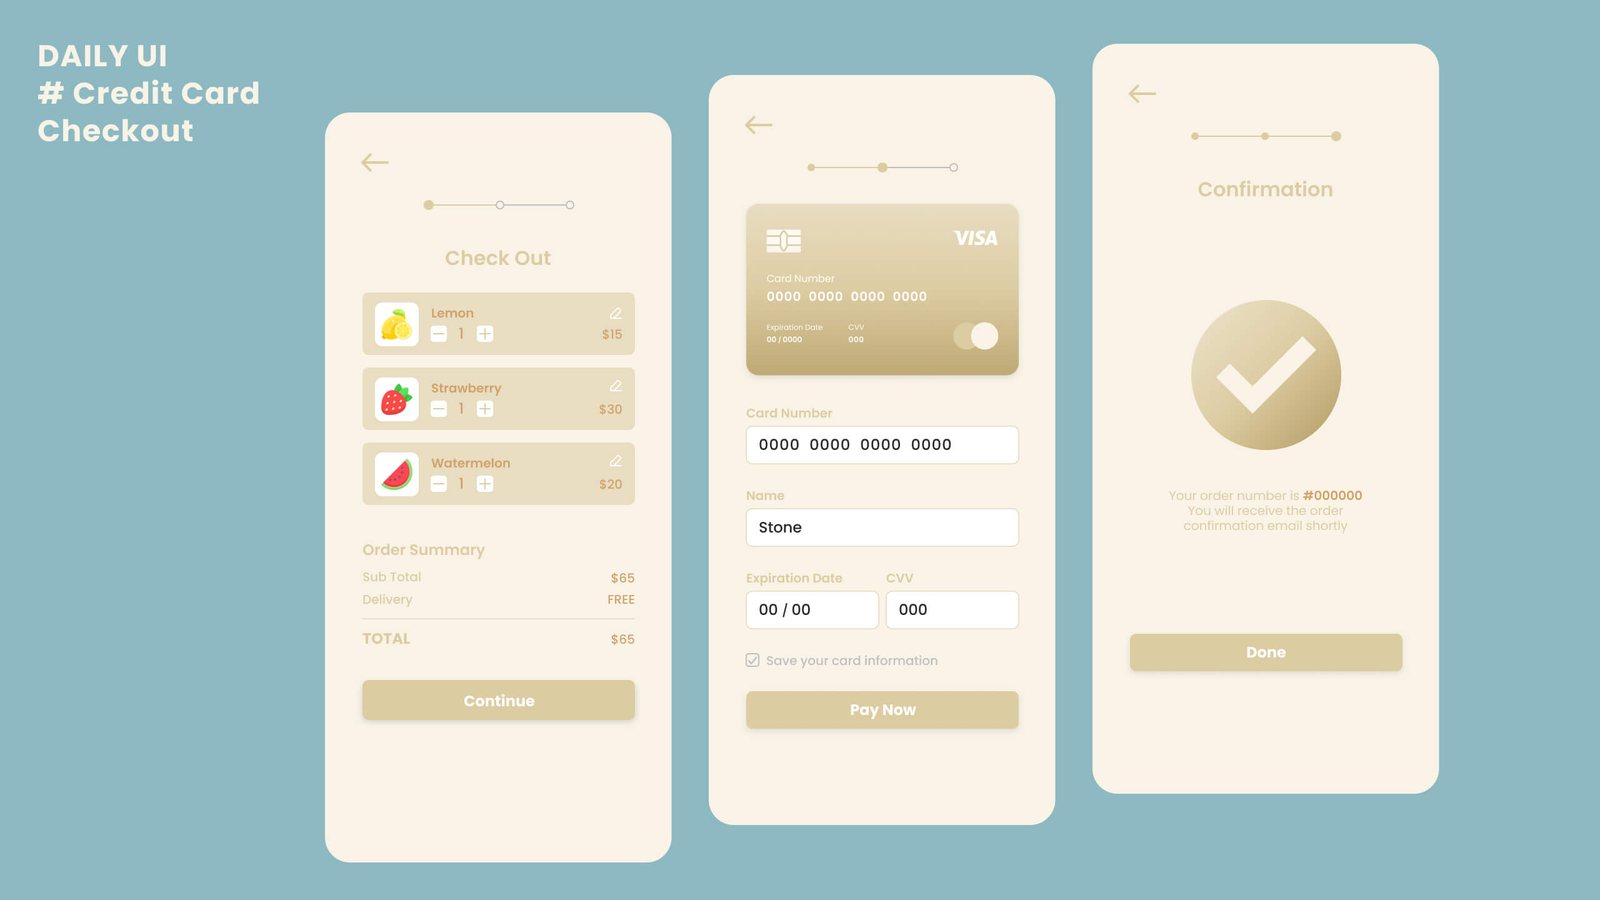 DAILY UI
# Credit Card
Checkout
Check Out
Lemon
1
$15
Strawberry
1
$30
Watermelon
1
$20
Order Summary
Sub Total $65
Delivery FREE
TOTAL $65
Continue
VISA
Card Number
0000 0000 0000 0000
Expiration Date CVV
00 / 0000 000
Card Number
0000 0000 0000 0000
Name
Stone
Expiration Date CVV
00 / 00 000
Save your card information
Pay Now
Confirmation
Your order number is #000000
You will receive the order
confirmation email shortly
Done